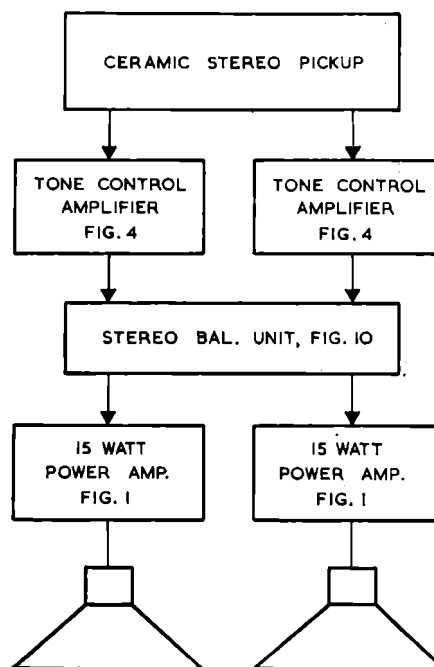 CERAMIC STEREO PICKUP
TONE CONTROL
AMPLIFIER
FIG. 4
TONE CONTROL
AMPLIFIER
FIG. 4
STEREO BAL. UNIT, FIG. 10
15 WATT
POWER AMP.
FIG. 1
15 WATT
POWER AMP.
FIG. 1